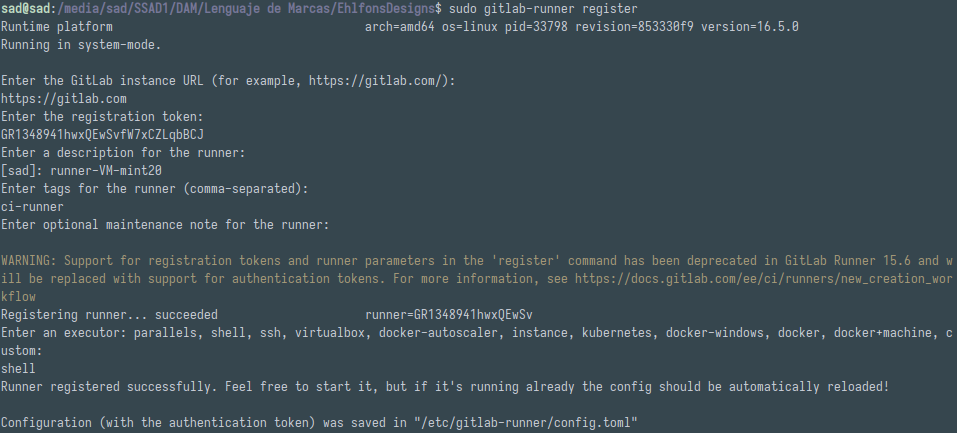 sad@sad:/media/sad/SSAD1/DAM/Lenguaje de Marcas/EhlfonsDesigns$ sudo gitlab-runner register
Runtime platform                                    arch=amd64 os=linux pid=33798 revision=853330f9 version=16.5.0
Running in system-mode.
Enter the GitLab instance URL (for example, https://gitlab.com/):
https://gitlab.com
Enter the registration token:
GR1348941hwxQEwSvfW7xCZLqbBCJ
Enter a description for the runner:
[sad]: runner-VM-mint20
Enter tags for the runner (comma-separated):
ci-runner
Enter optional maintenance note for the runner:
WARNING: Support for registration tokens and runner parameters in the 'register' command has been deprecated in GitLab Runner 15.6 and w
ill be replaced with support for authentication tokens. For more information, see https://docs.gitlab.com/ee/ci/runners/new_creation_wo
rkflow
Registering runner... succeeded                     runner=GR1348941hwxQEwSv
Enter an executor: parallels, shell, ssh, virtualbox, docker-autoscaler, instance, kubernetes, docker-windows, docker, docker+machine, c
ustom:
shell
Runner registered successfully. Feel free to start it, but if it's running already the config should be automatically reloaded!
Configuration (with the authentication token) was saved in "/etc/gitlab-runner/config.toml"